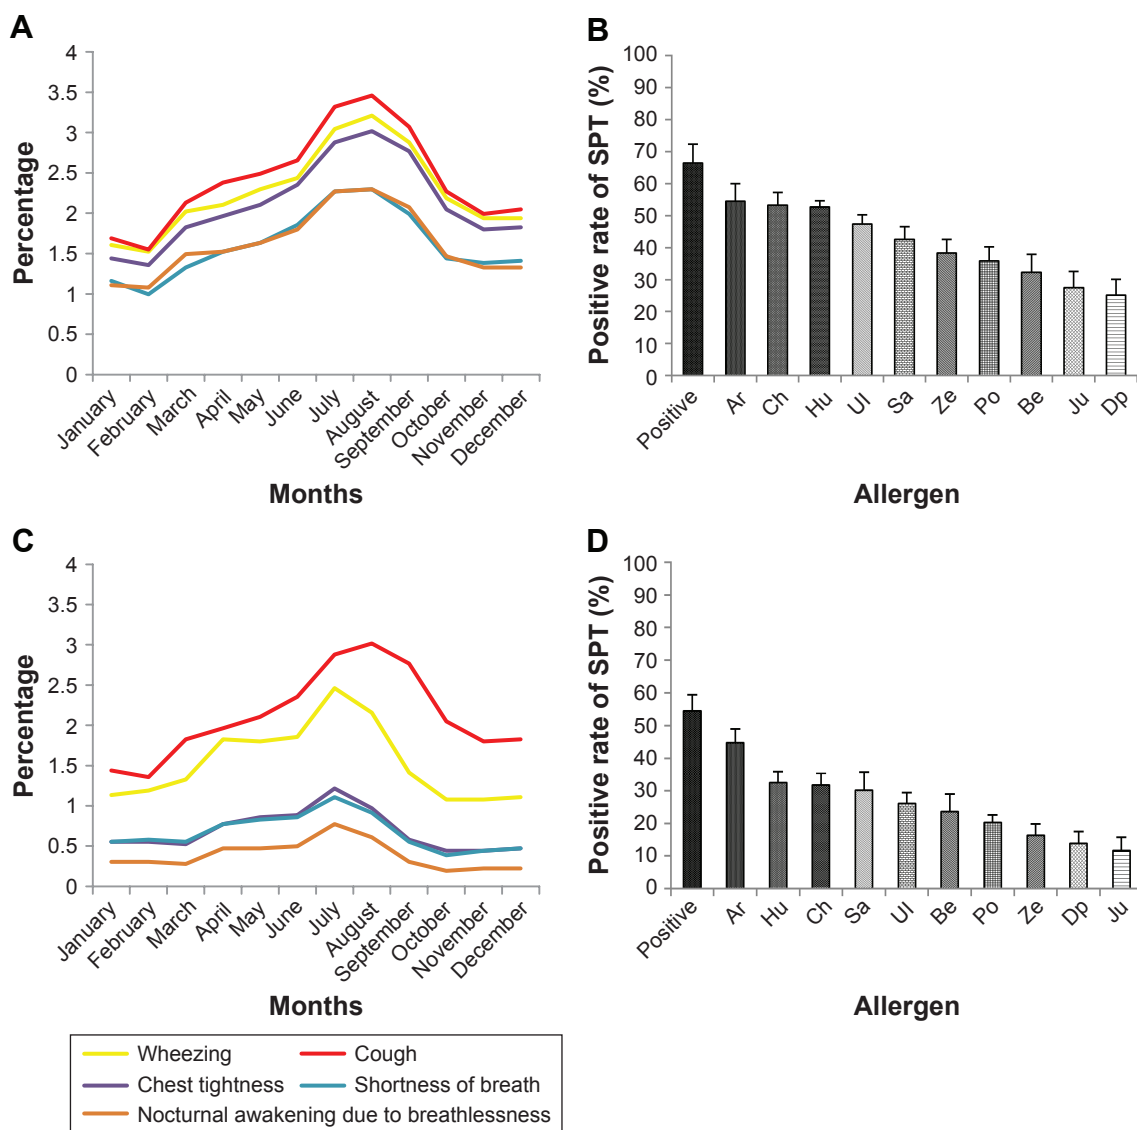 A
Percentage
4
3.5
3
2.5
2
1.5
1
0.5
0
January
February
March
April
May
June
July
August
September
October
November
December
Months
B
Positive rate of SPT (%)
100
90
80
70
60
50
40
30
20
10
0
Positive
Ar
Ch
Hu
Ul
Sa
Ze
Po
Be
Ju
Dp
Allergen
C
Percentage
4
3.5
3
2.5
2
1.5
1
0.5
0
January
February
March
April
May
June
July
August
September
October
November
December
Months
D
Positive rate of SPT (%)
100
90
80
70
60
50
40
30
20
10
0
Positive
Ar
Hu
Ch
Sa
Ul
Be
Po
Ze
Dp
Ju
Allergen
Wheezing
Cough
Chest tightness
Shortness of breath
Nocturnal awakening due to breathlessness